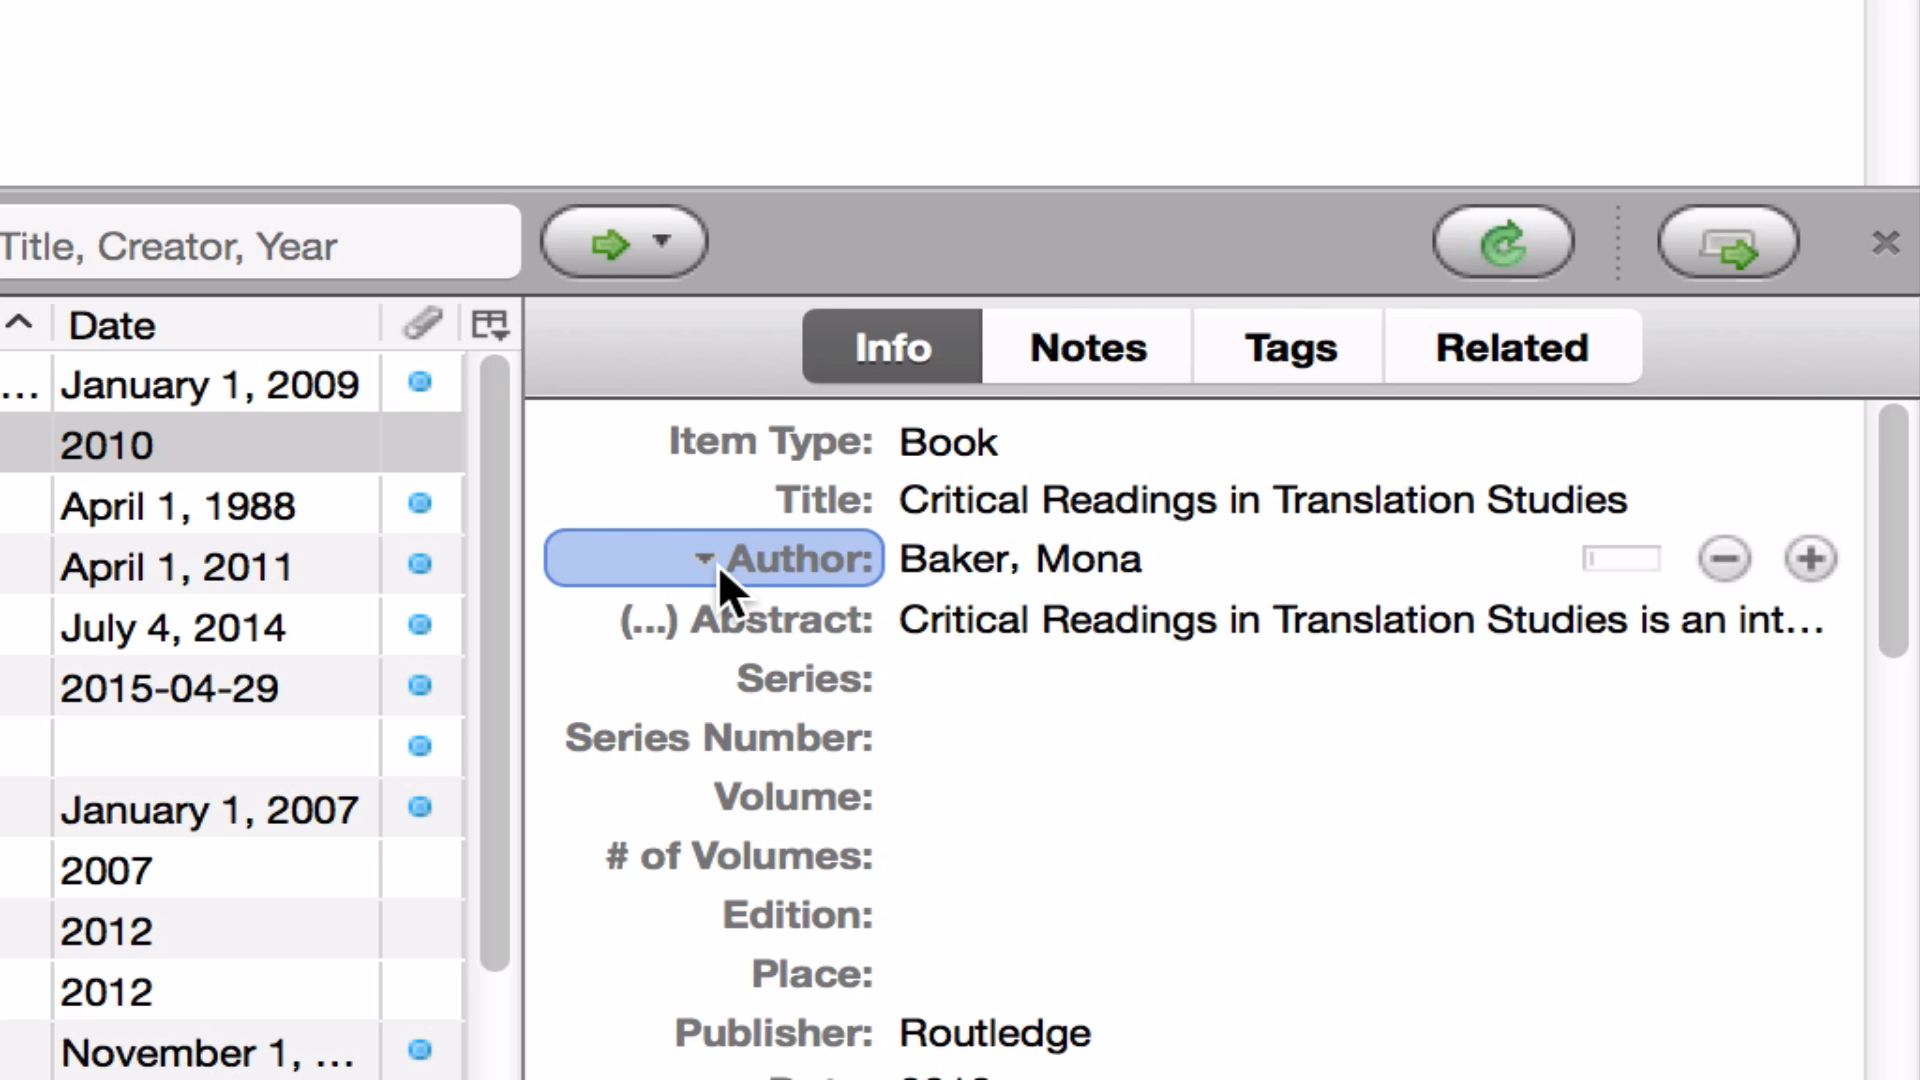 Title, Creator, Year
Date
... January 1, 2009
2010
April 1, 1988
April 1, 2011
July 4, 2014
2015-04-29
January 1, 2007
2007
2012
2012
November 1, ...
Info Notes Tags Related
Item Type: Book
Title: Critical Readings in Translation Studies
Author: Baker, Mona
(...) Abstract: Critical Readings in Translation Studies is an int...
Series:
Series Number:
Volume:
# of Volumes:
Edition:
Place:
Publisher: Routledge